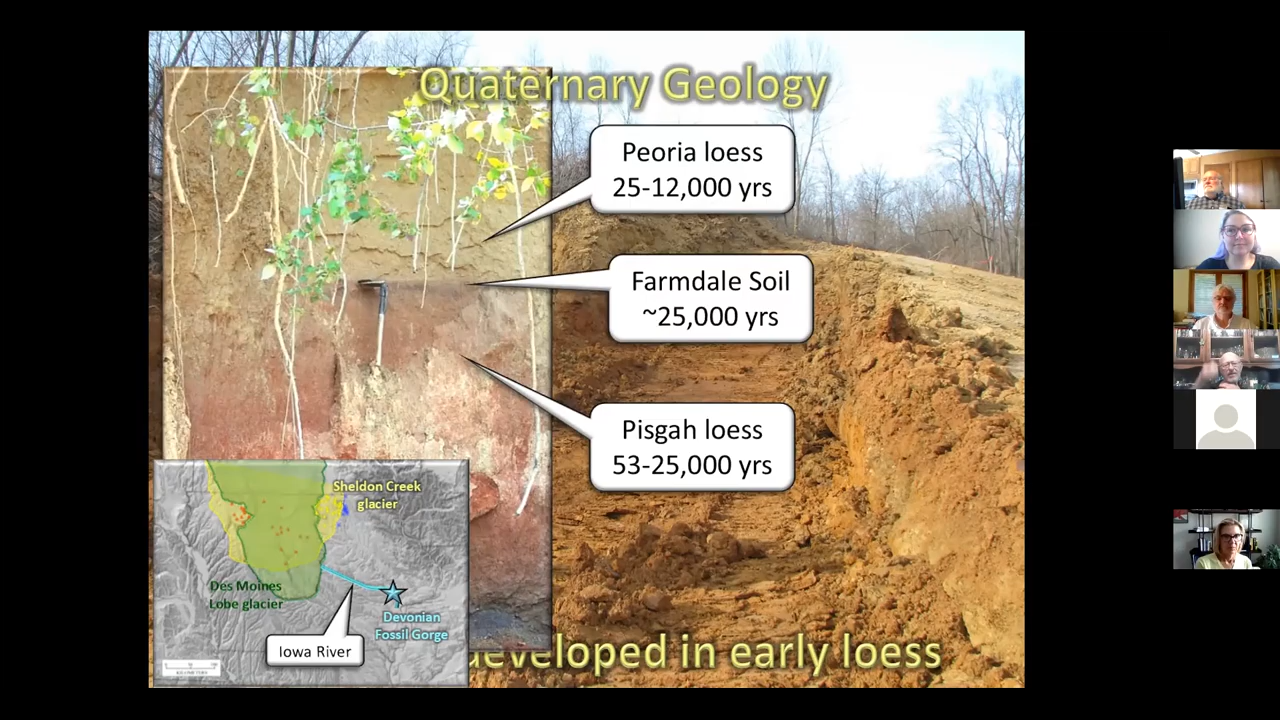 Quaternary Geology
Peoria loess
25-12,000 yrs
Farmdale Soil
~25,000 yrs
Pisgah loess
53-25,000 yrs
Sheldon Creek
glacier
Des Moines
Lobe glacier
Devonian
Fossil Gorge
Iowa River
developed in early loess